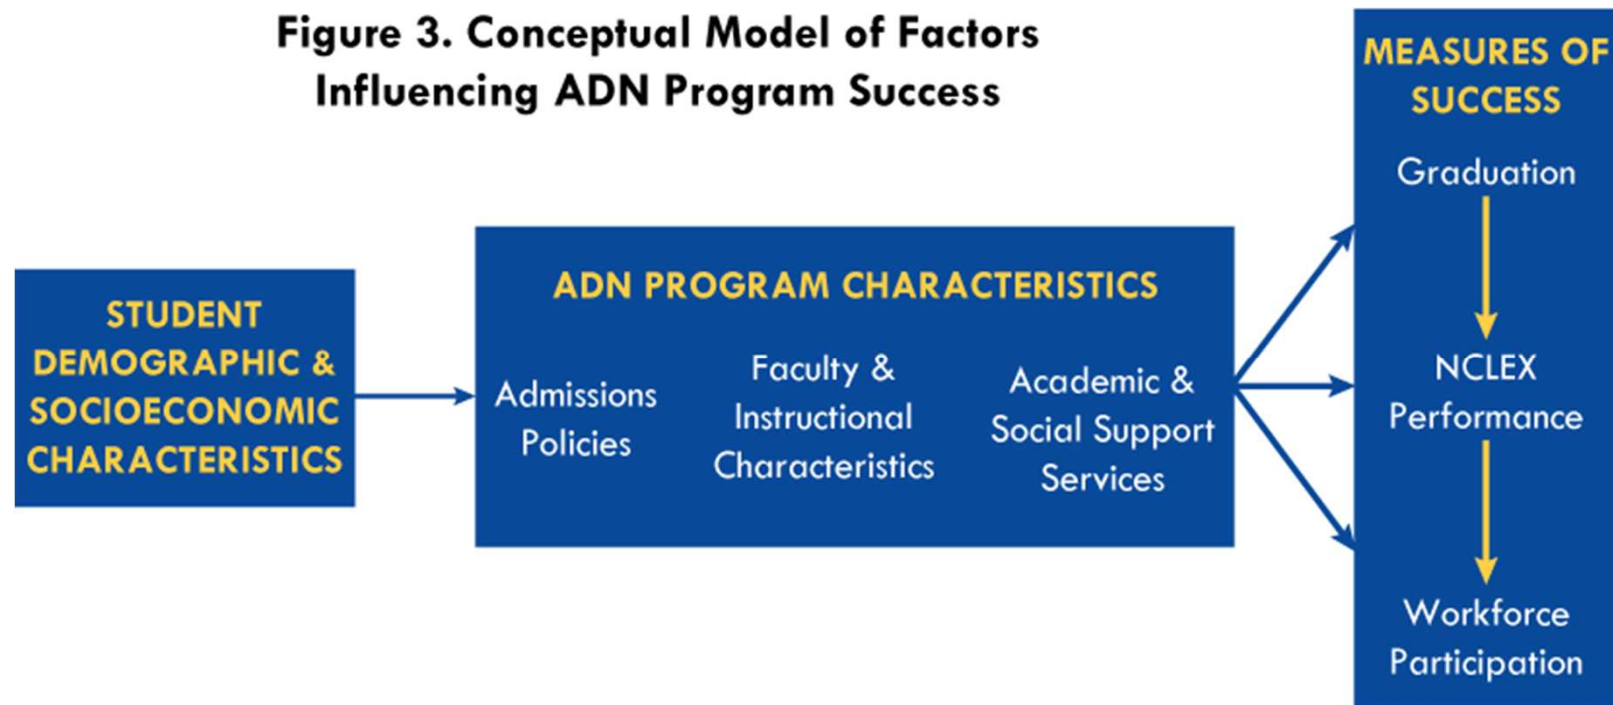 Figure 3. Conceptual Model of Factors
Influencing ADN Program Success
STUDENT
DEMOGRAPHIC &
SOCIOECONOMIC
CHARACTERISTICS
ADN PROGRAM CHARACTERISTICS
Admissions
Policies
Faculty &
Instructional
Characteristics
Academic &
Social Support
Services
MEASURES OF
SUCCESS
Graduation
NCLEX
Performance
Workforce
Participation